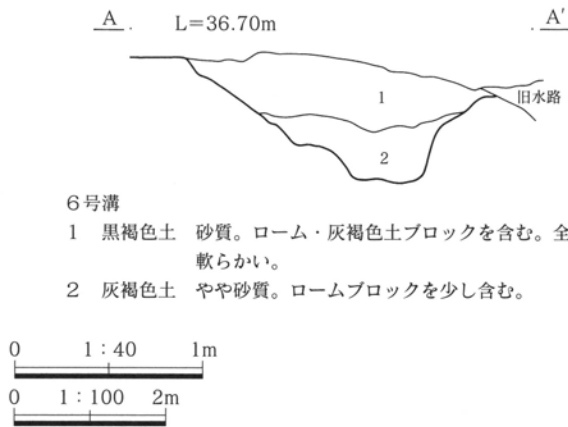 A L=36.70m A′
1
旧水路
2
6号溝
1 黒褐色土 砂質。ローム・灰褐色土ブロックを含む。全
軟らかい。
2 灰褐色土 やや砂質。ロームブロックを少し含む。
0 1:40 1m
0 1:100 2m